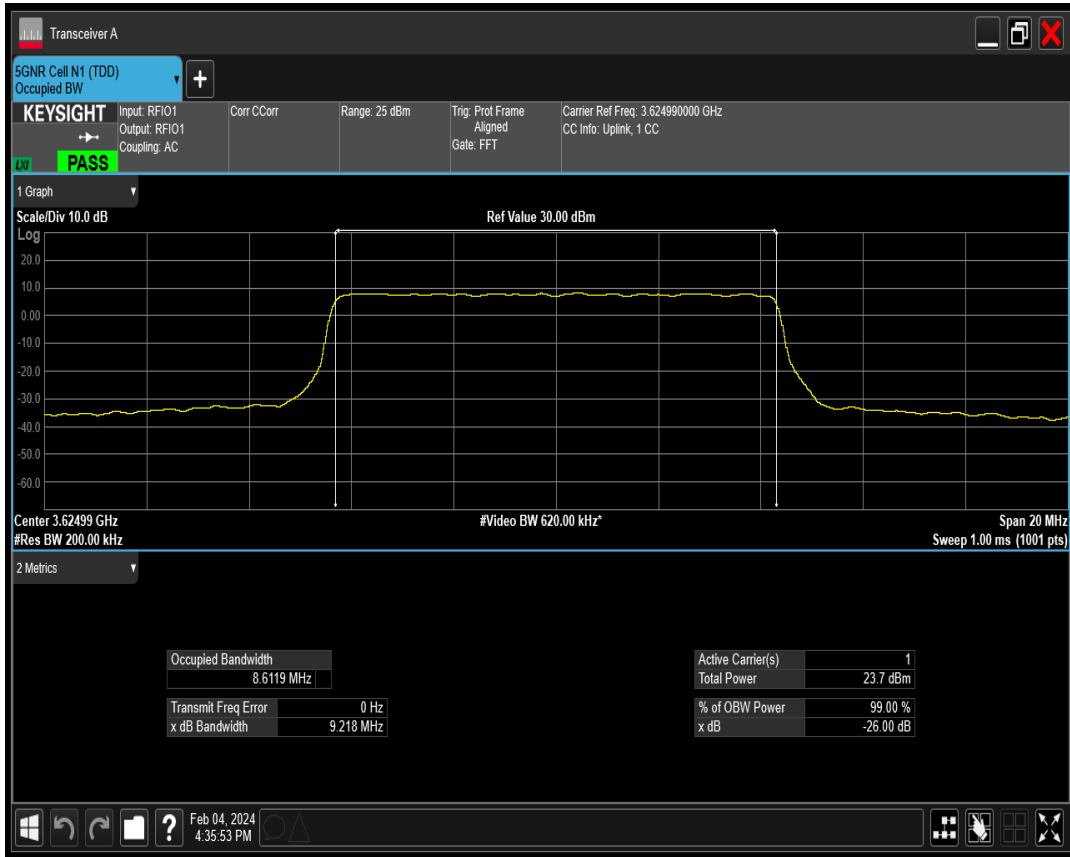 Transceiver A
5GNR Cell N1 (TDD)
Occupied BW
+
KEYSIGHT
LXI
PASS
Input: RFIO1
Output: RFIO1
Coupling: AC
Corr CCorr
Range: 25 dBm
Trig: Prot Frame
Aligned
Gate: FFT
Carrier Ref Freq: 3.624990000 GHz
CC Info: Uplink, 1 CC
1 Graph
Scale/Div 10.0 dB
Ref Value 30.00 dBm
Log
20.0
10.0
0.00
-10.0
-20.0
-30.0
-40.0
-50.0
-60.0
Center 3.62499 GHz
#Video BW 620.00 kHz*
Span 20 MHz
#Res BW 200.00 kHz
Sweep 1.00 ms (1001 pts)
2 Metrics
Occupied Bandwidth
8.6119 MHz
Transmit Freq Error 0 Hz
x dB Bandwidth 9.218 MHz
Active Carrier(s) 1
Total Power 23.7 dBm
% of OBW Power 99.00 %
x dB -26.00 dB
?
Feb 04, 2024
4:35:53 PM